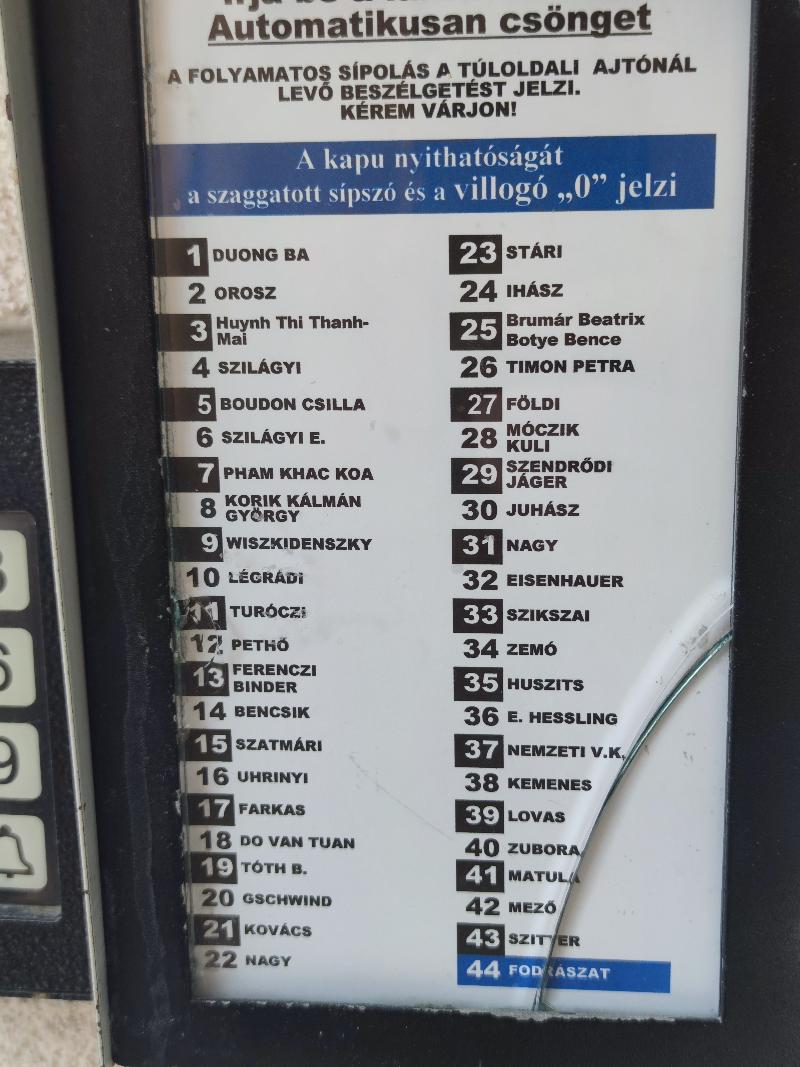 Automatikusan csönget
A FOLYAMATOS SÍPOLÁS A TÚLOLDALI AJTÓNÁL
LEVŐ BESZÉLGETÉST JELZI.
KÉREM VÁRJON!
A kapu nyithatóságát
a szaggatott sípszó és a villogó „0” jelzi
1 DUONG BA
2 OROSZ
3 Huynh Thi Thanh-
Mai
4 SZILÁGYI
5 BOUDON CSILLA
6 SZILÁGYI E.
7 PHAM KHAC KOA
8 KORIK KÁLMÁN
GYÖRGY
9 WISZKIDENSZKY
10 LÉGRÁDI
11 TURÓCZI
12 PETHŐ
13 FERENCZI
BINDER
14 BENCSIK
15 SZATMÁRI
16 UHRINYI
17 FARKAS
18 DO VAN TUAN
19 TÓTH B.
20 GSCHWIND
21 KOVÁCS
22 NAGY
23 STÁRI
24 IHÁSZ
25 Brumár Beatrix
Botye Bence
26 TIMON PETRA
27 FÖLDI
28 MÓCZIK
KULI
29 SZENDRŐDI
JÁGER
30 JUHÁSZ
31 NAGY
32 EISENHAUER
33 SZIKSZAI
34 ZEMÓ
35 HUSZITS
36 E. HESSLING
37 NEMZETI V.K.
38 KEMENES
39 LOVAS
40 ZUBORA
41 MATULA
42 MEZŐ
43 SZITTER
44 FODRÁSZAT
6
9